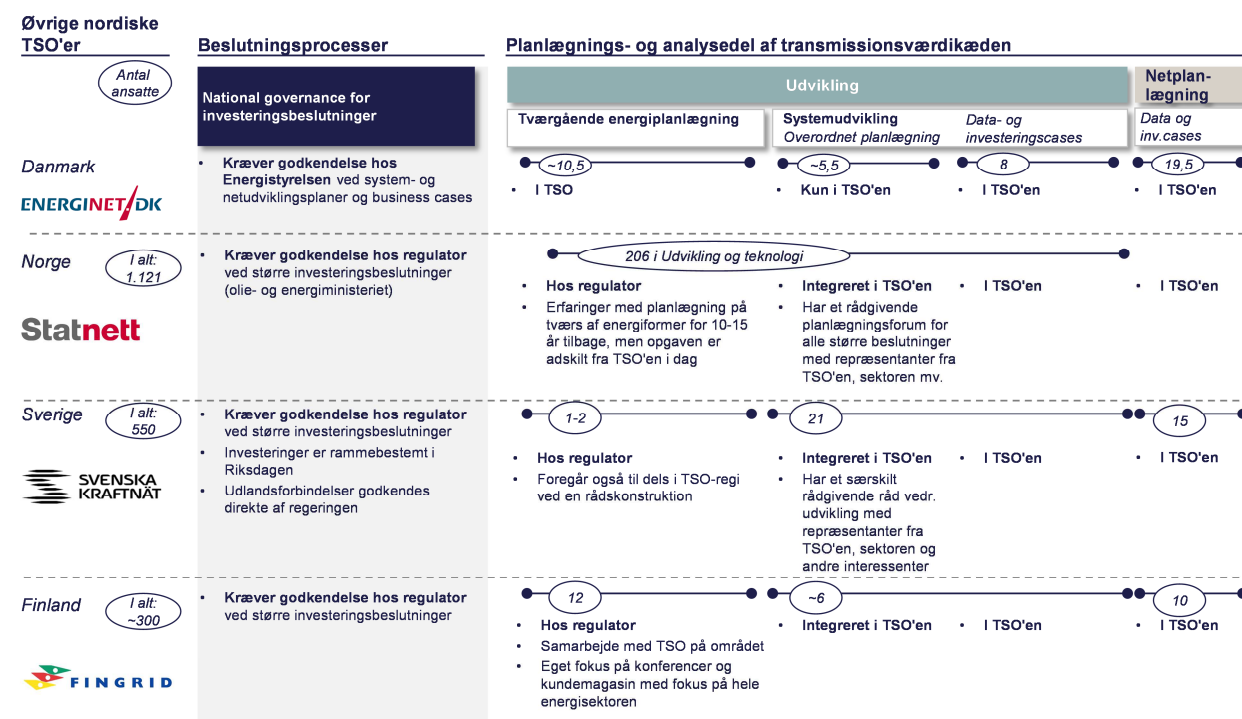 Øvrige nordiske
TSO'er
Beslutningsprocesser
Planlægnings- og analysedel af transmissionsværdikæden
Antal
ansatte
National governance for
investeringsbeslutninger
Udvikling
Netplan-
lægning
Tværgående energiplanlægning
Systemudvikling
Overordnet planlægning
Data- og
investeringscases
Data og
inv.cases
Danmark
ENERGINET/DK
• Kræver godkendelse hos
Energistyrelsen ved system- og
netudviklingsplaner og business cases
~10,5
• I TSO
~5,5
• Kun i TSO'en
8
• I TSO'en
19,5
• I TSO'en
Norge
I alt:
1.121
Statnett
• Kræver godkendelse hos regulator
ved større investeringsbeslutninger
(olie- og energiministeriet)
206 i Udvikling og teknologi
• Hos regulator
• Erfaringer med planlægning på
tværs af energiformer for 10-15
år tilbage, men opgaven er
adskilt fra TSO'en i dag
• Integreret i TSO'en
• Har et rådgivende
planlægningsforum for
alle større beslutninger
med repræsentanter fra
TSO'en, sektoren mv.
• I TSO'en
• I TSO'en
Sverige
I alt:
550
SVENSKA
KRAFTNÄT
• Kræver godkendelse hos regulator
ved større investeringsbeslutninger
• Investeringer er rammebestemt i
Riksdagen
• Udlandsforbindelser godkendes
direkte af regeringen
1-2
• Hos regulator
• Foregår også til dels i TSO-regi
ved en rådskonstruktion
21
• Integreret i TSO'en
• Har et særskilt
rådgivende råd vedr.
udvikling med
repræsentanter fra
TSO'en, sektoren og
andre interessenter
• I TSO'en
15
• I TSO'en
Finland
I alt:
~300
FINGRID
• Kræver godkendelse hos regulator
ved større investeringsbeslutninger
12
• Hos regulator
• Samarbejde med TSO på området
• Eget fokus på konferencer og
kundemagasin med fokus på hele
energisektoren
~6
• Integreret i TSO'en
• I TSO'en
10
• I TSO'en